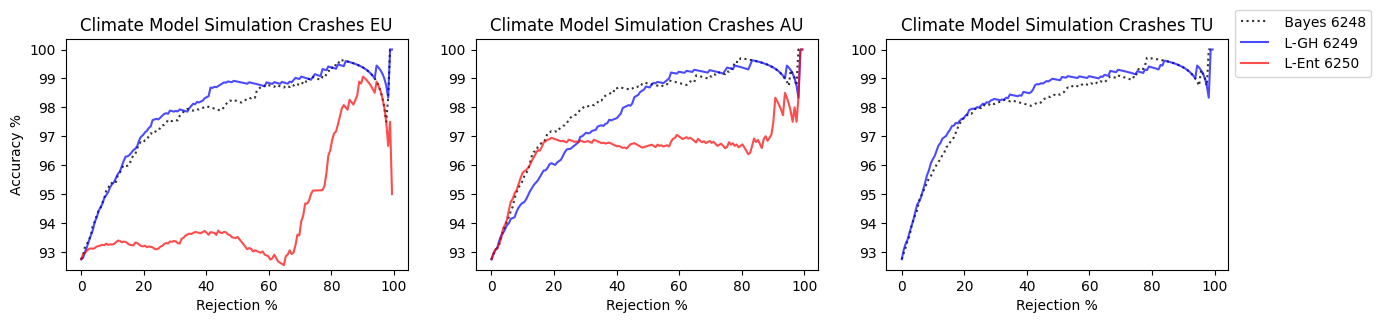 Climate Model Simulation Crashes EU
Climate Model Simulation Crashes AU
Climate Model Simulation Crashes TU
Bayes 6248
L-GH 6249
L-Ent 6250
Accuracy %
100
99
98
97
96
95
94
93
0 20 40 60 80 100
Rejection %
100
99
98
97
96
95
94
93
0 20 40 60 80 100
Rejection %
100
99
98
97
96
95
94
93
0 20 40 60 80 100
Rejection %